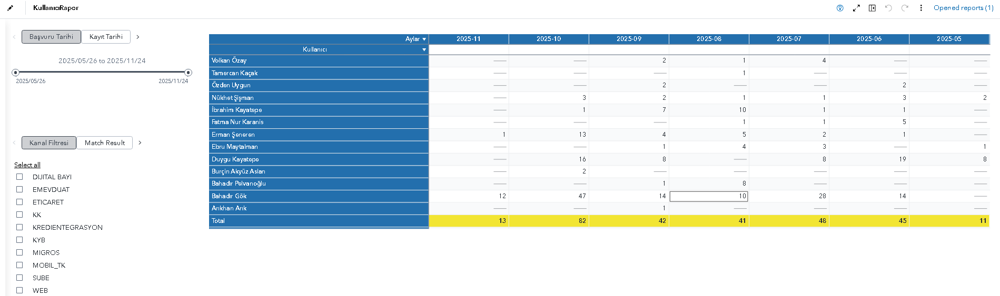 KullanıcıRapor
Opened reports (1)
Başvuru Tarihi Kayıt Tarihi
2025/05/26 to 2025/11/24
2025/05/26 2025/11/24
Kanal Filtresi Match Result
Select all
DIJITAL BAYI
EMEVDUAT
ETICARET
KK
KREDIENTEGRASYON
KYB
MIGROS
MOBIL_TK
SUBE
WEB
Aylar 2025-11 2025-10 2025-09 2025-08 2025-07 2025-06 2025-05
Kullanıcı
Volkan Özay — — 2 1 4 — —
Tamercan Kaçak — — — 1 — — —
Özden Uygun — — 2 — — 2 —
Nükhet Şişman — 3 2 1 1 3 2
İbrahim Kayatepe — 1 7 10 1 1 —
Fatma Nur Karanis — — — 1 1 5 —
Erman Şeneren 1 13 4 5 2 1 —
Ebru Maytalman — — 1 4 3 — 1
Duygu Kayatepe — 16 8 — 8 19 8
Burçin Akyüz Aslan — 2 — — — — —
Bahadır Pelvanoğlu — — 1 8 — — —
Bahadır Gök 12 47 14 10 28 14 —
Arıkhan Arık — — 1 — — — —
Total 13 82 42 41 48 45 11